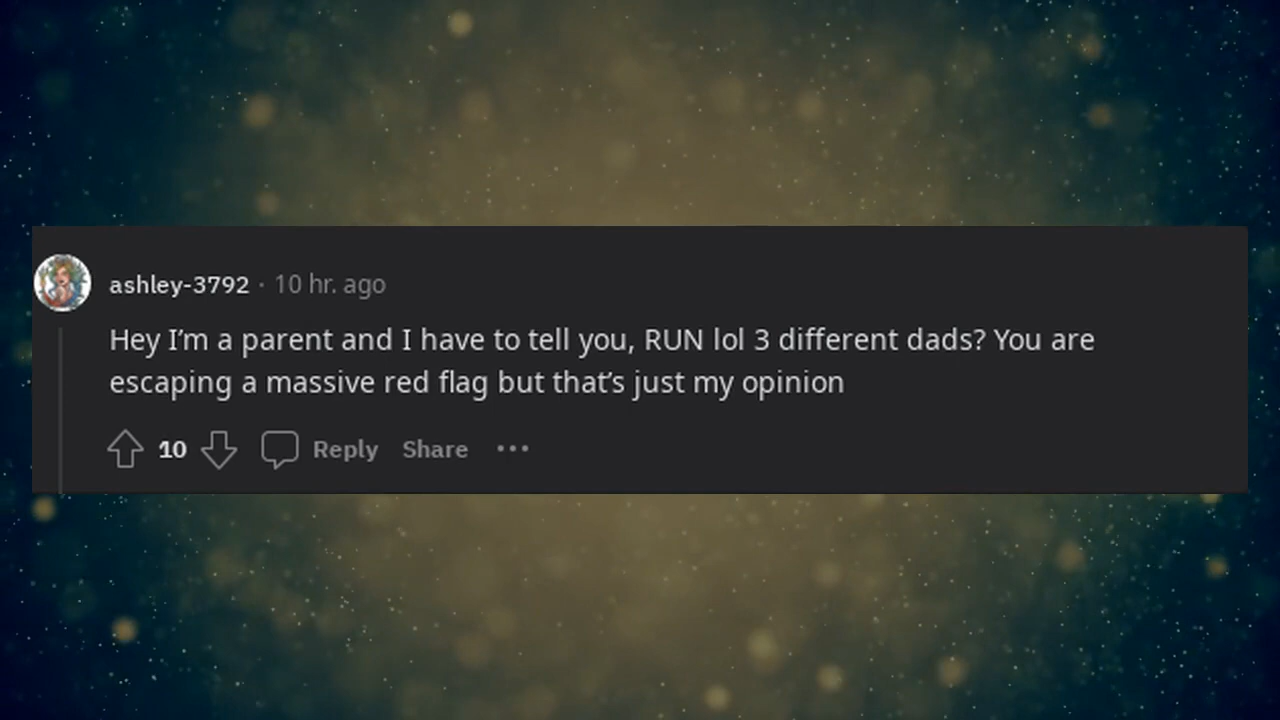 ashley-3792 · 10 hr. ago
Hey I’m a parent and I have to tell you, RUN lol 3 different dads? You are
escaping a massive red flag but that’s just my opinion
10 Reply Share •••